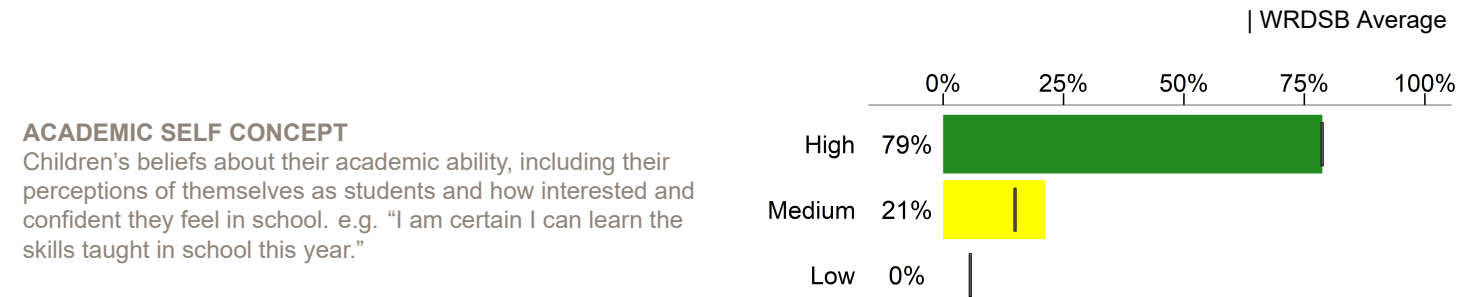 | WRDSB Average
0% 25% 50% 75% 100%
ACADEMIC SELF CONCEPT
Children’s beliefs about their academic ability, including their
perceptions of themselves as students and how interested and
confident they feel in school. e.g. “I am certain I can learn the
skills taught in school this year.”
High 79%
Medium 21%
Low 0%